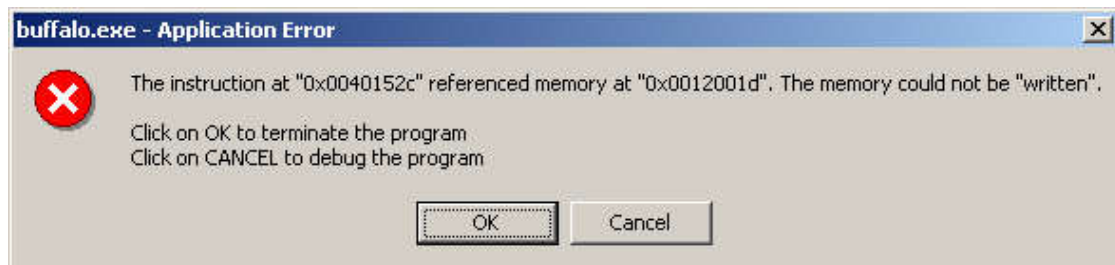 buffalo.exe - Application Error
The instruction at "0x0040152c" referenced memory at "0x0012001d". The memory could not be "written".
Click on OK to terminate the program
Click on CANCEL to debug the program
OK Cancel